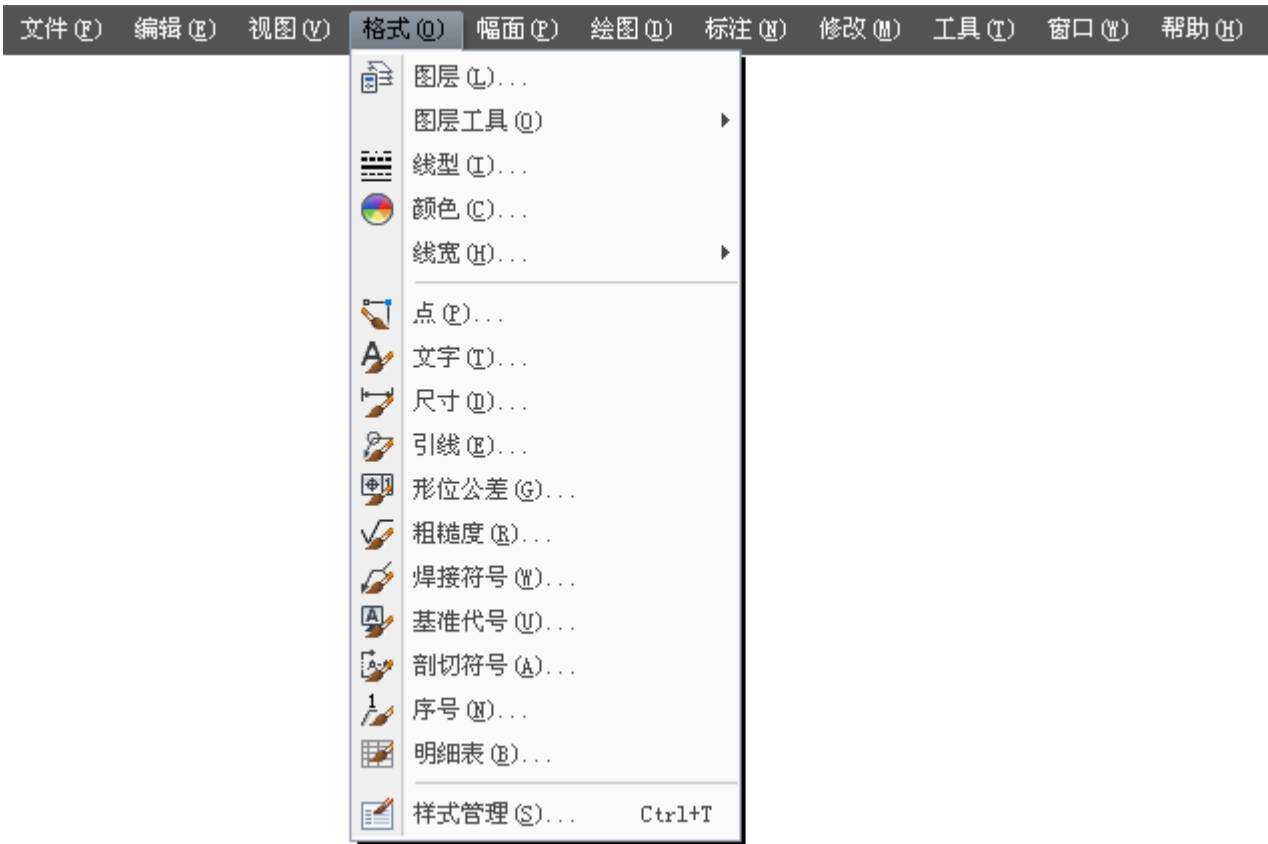 文件(F) 编辑(E) 视图(V) 格式(O) 幅面(P) 绘图(D) 标注(N) 修改(M) 工具(T) 窗口(W) 帮助(H)
图层(L)...
图层工具(O)
线型(I)...
颜色(C)...
线宽(H)...
点(P)...
文字(T)...
尺寸(D)...
引线(E)...
形位公差(G)...
粗糙度(R)...
焊接符号(W)...
基准代号(U)...
剖切符号(A)...
序号(N)...
明细表(B)...
样式管理(S)... Ctrl+T